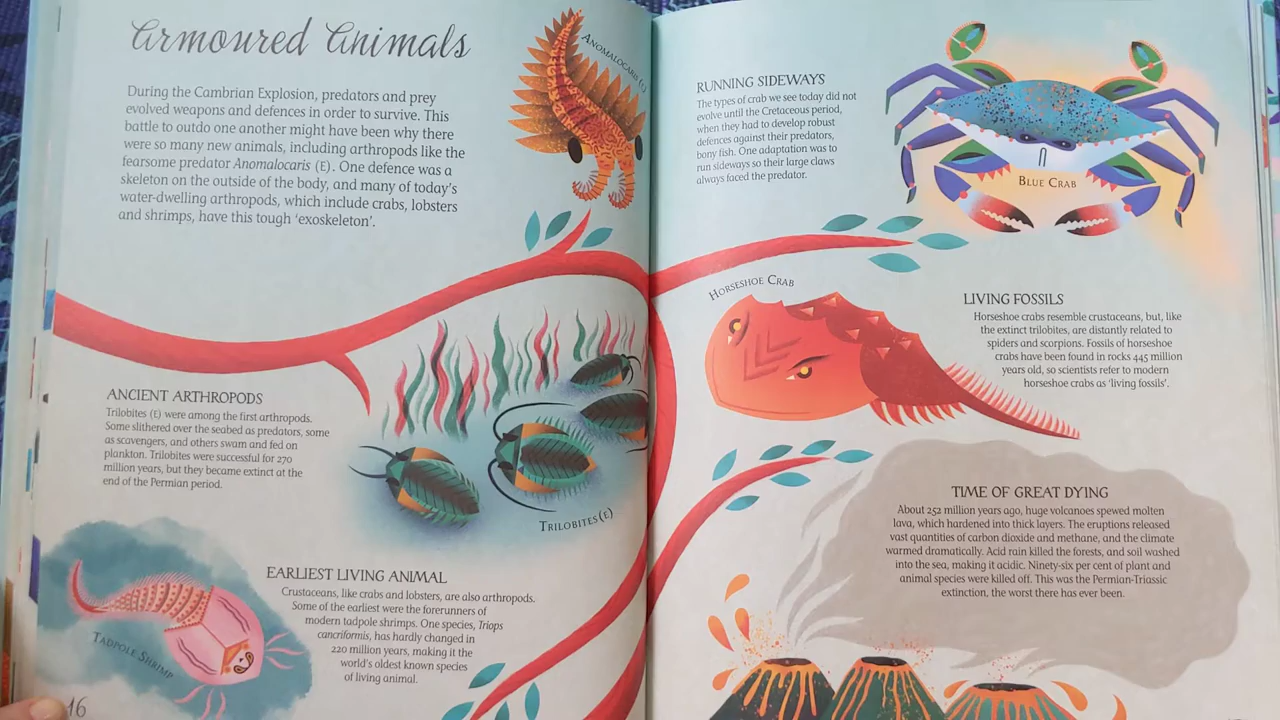 Armoured Animals
During the Cambrian Explosion, predators and prey
evolved weapons and defences in order to survive. This
battle to outdo one another might have been why there
were so many new animals, including arthropods like the
fearsome predator Anomalocaris (E). One defence was a
skeleton on the outside of the body, and many of today's
water-dwelling arthropods, which include crabs, lobsters
and shrimps, have this tough 'exoskeleton'.
ANOMALOCARIS (E)
ANCIENT ARTHROPODS
Trilobites (E) were among the first arthropods.
Some slithered over the seabed as predators, some
as scavengers, and others swam and fed on
plankton. Trilobites were successful for 270
million years, but they became extinct at the
end of the Permian period.
TRILOBITES (E)
EARLIEST LIVING ANIMAL
Crustaceans, like crabs and lobsters, are also arthropods.
Some of the earliest were the forerunners of
modern tadpole shrimps. One species, Triops
cancriformis, has hardly changed in
220 million years, making it the
world's oldest known species
of living animal.
TADPOLE SHRIMP
16
RUNNING SIDEWAYS
The types of crab we see today did not
evolve until the Cretaceous period,
when they had to develop robust
defences against their predators,
bony fish. One adaptation was to
run sideways so their large claws
always faced the predator.
BLUE CRAB
HORSESHOE CRAB
LIVING FOSSILS
Horseshoe crabs resemble crustaceans, but, like
the extinct trilobites, are distantly related to
spiders and scorpions. Fossils of horseshoe
crabs have been found in rocks 445 million
years old, so scientists refer to modern
horseshoe crabs as 'living fossils'.
TIME OF GREAT DYING
About 252 million years ago, huge volcanoes spewed molten
lava, which hardened into thick layers. The eruptions released
vast quantities of carbon dioxide and methane, and the climate
warmed dramatically. Acid rain killed the forests, and soil washed
into the sea, making it acidic. Ninety-six per cent of plant and
animal species were killed off. This was the Permian-Triassic
extinction, the worst there has ever been.